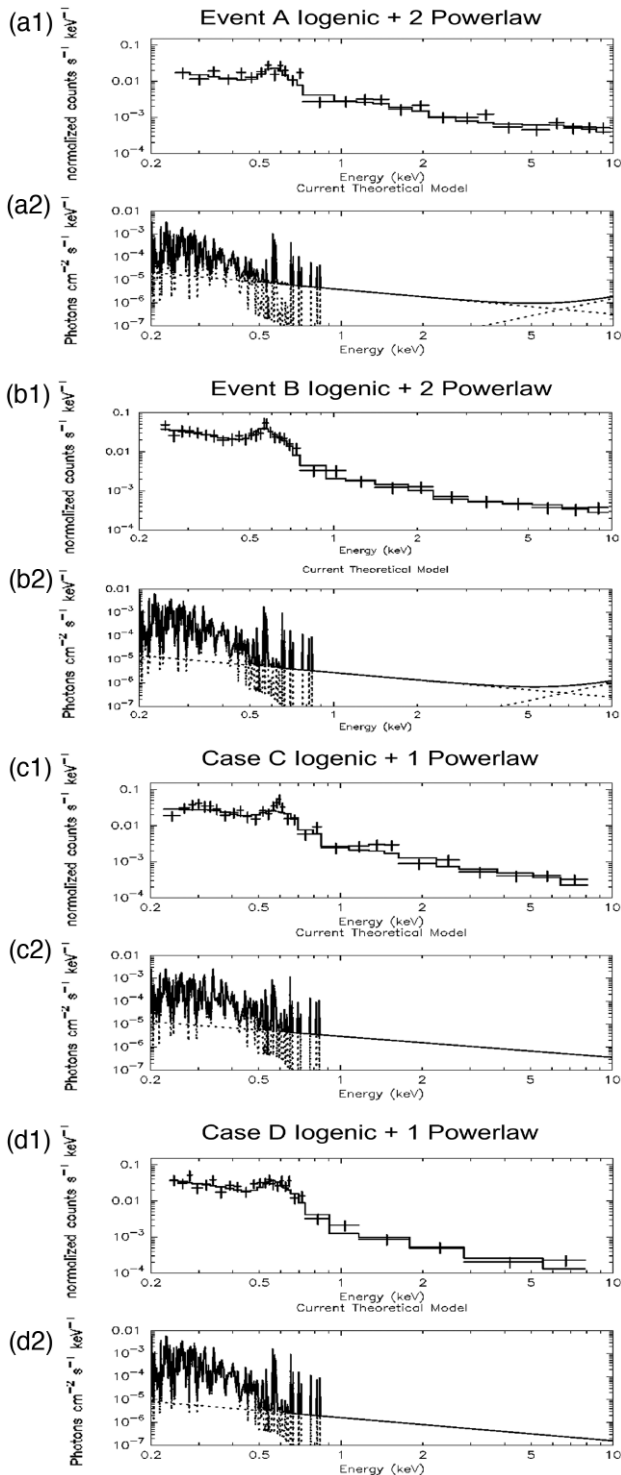 (a1)
Event A Iogenic + 2 Powerlaw
normalized counts s⁻¹ keV⁻¹
0.1
0.01
10⁻³
10⁻⁴
0.2 0.5 1 2 5 10
Energy (keV)
Current Theoretical Model
(a2)
Photons cm⁻² s⁻¹ keV⁻¹
0.01
10⁻³
10⁻⁴
10⁻⁵
10⁻⁶
10⁻⁷
0.2 0.5 1 2 5 10
Energy (keV)
(b1)
Event B Iogenic + 2 Powerlaw
normalized counts s⁻¹ keV⁻¹
0.1
0.01
10⁻³
10⁻⁴
0.2 0.5 1 2 5 10
Energy (keV)
Current Theoretical Model
(b2)
Photons cm⁻² s⁻¹ keV⁻¹
0.01
10⁻³
10⁻⁴
10⁻⁵
10⁻⁶
10⁻⁷
0.2 0.5 1 2 5 10
Energy (keV)
(c1)
Case C Iogenic + 1 Powerlaw
normalized counts s⁻¹ keV⁻¹
0.1
0.01
10⁻³
10⁻⁴
0.2 0.5 1 2 5 10
Energy (keV)
Current Theoretical Model
(c2)
Photons cm⁻² s⁻¹ keV⁻¹
0.01
10⁻³
10⁻⁴
10⁻⁵
10⁻⁶
10⁻⁷
0.2 0.5 1 2 5 10
Energy (keV)
(d1)
Case D Iogenic + 1 Powerlaw
normalized counts s⁻¹ keV⁻¹
0.1
0.01
10⁻³
10⁻⁴
0.2 0.5 1 2 5 10
Energy (keV)
Current Theoretical Model
(d2)
Photons cm⁻² s⁻¹ keV⁻¹
0.01
10⁻³
10⁻⁴
10⁻⁵
10⁻⁶
10⁻⁷
0.2 0.5 1 2 5 10
Energy (keV)